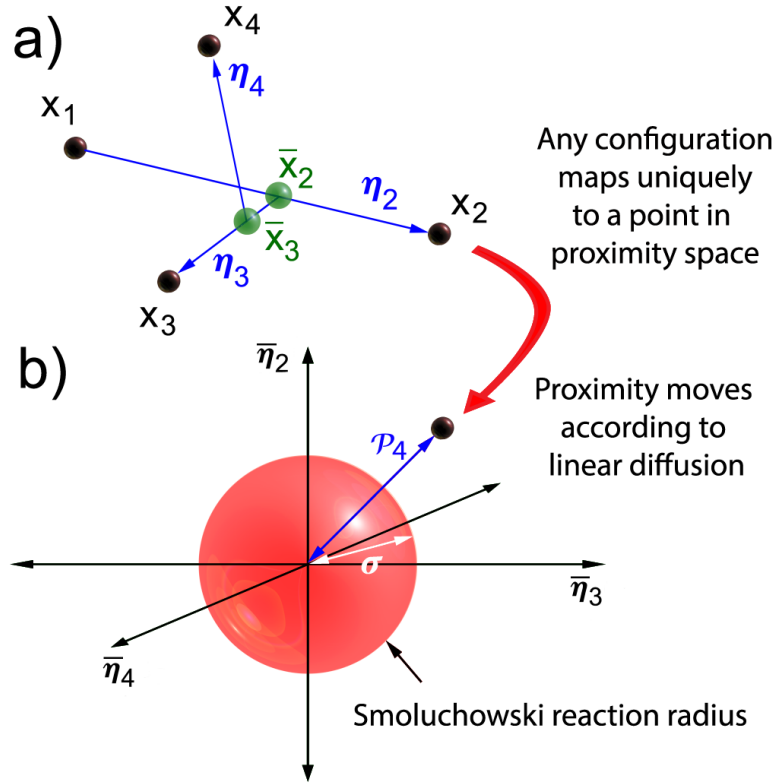 a)
x₄
η₄
x₁
x̅₂
η₂
x₂
x̅₃
η₃
x₃
Any configuration
maps uniquely
to a point in
proximity space
b)
η̅₂
Proximity moves
according to
linear diffusion
𝒫₄
σ
η̅₃
η̅₄
Smoluchowski reaction radius